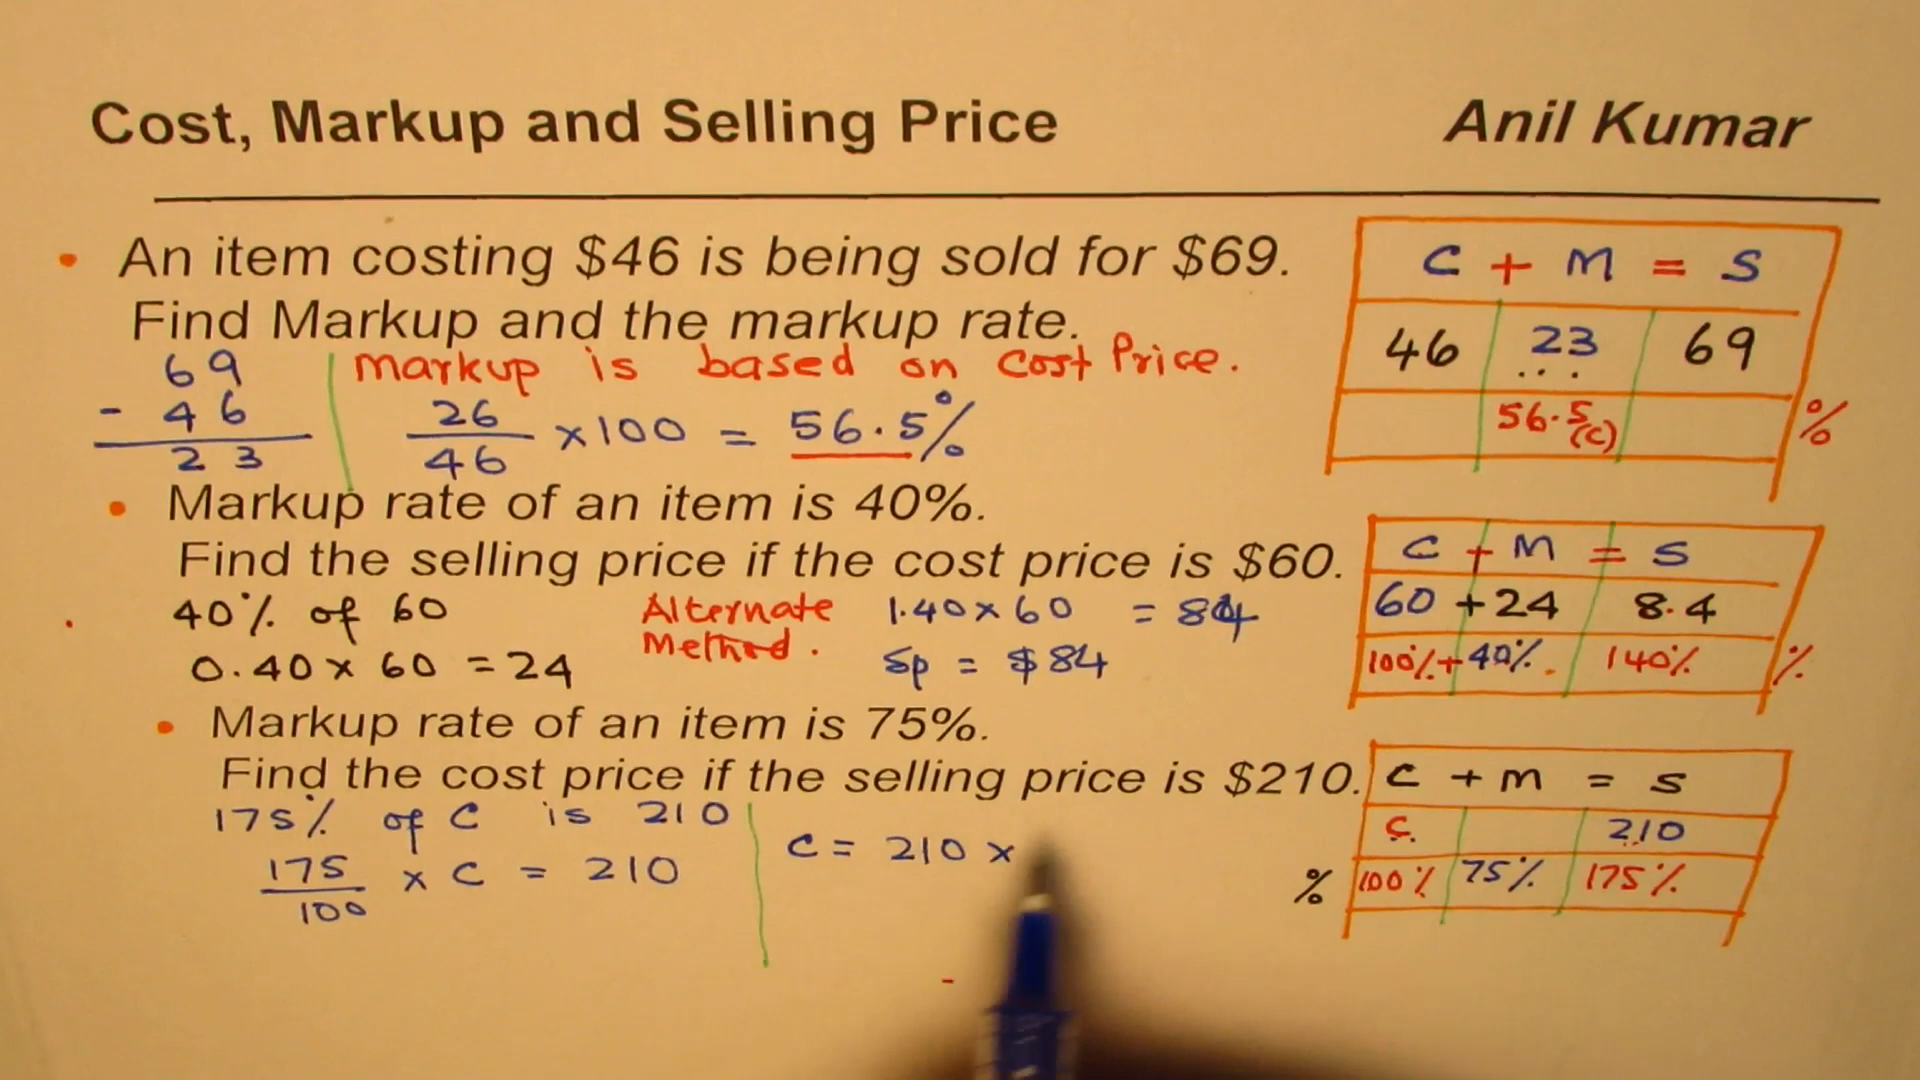 Cost, Markup and Selling Price
Anil Kumar
• An item costing $46 is being sold for $69.
Find Markup and the markup rate.
69
- 46
23
Markup is based on Cost Price.
26/46 × 100 = 56.5%
C + M = S
46 23 69
56.5(C) %
• Markup rate of an item is 40%.
Find the selling price if the cost price is $60.
40% of 60
0.40 × 60 = 24
Alternate
Method.
1.40 × 60 = 84
Sp = $84
C + M = S
60 + 24 8.4
100% + 40% 140% %
• Markup rate of an item is 75%.
Find the cost price if the selling price is $210.
175% of C is 210
175/100 × C = 210
C = 210 ×
C + M = S
C 210
% 100% 75% 175%